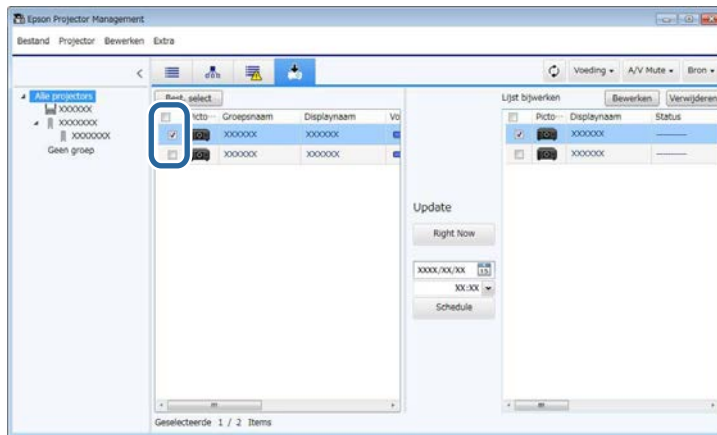 Epson Projector Management
Bestand Projector Bewerken Extra
Voeding A/V Mute Bron
Alle projectors
XXXXXX
XXXXXXX
XXXXXXX
Geen groep
Best. select
Picto... Groepsnaam Displaynaam Vo
XXXXXX XXXXXX
XXXXXX XXXXXX
Update
Right Now
XXXX/XX/XX 15
XX:XX
Schedule
Lijst bijwerken Bewerken Verwijderen
Picto... Displaynaam Status
XXXXXX
XXXXXX
Geselecteerde 1 / 2 Items